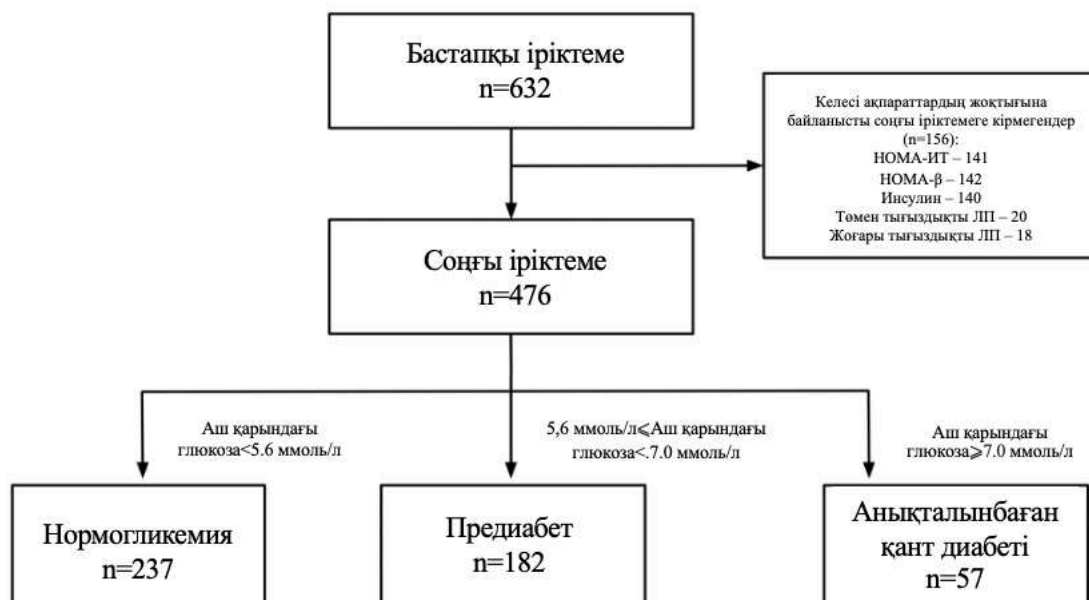 Бастапқы іріктеме
n=632
Келесі ақпараттардың жоқтығына
байланысты соңғы іріктемеге кірмегендер
(n=156):
НОМА-ИТ – 141
НОМА-β – 142
Инсулин – 140
Төмен тығыздықты ЛП – 20
Жоғары тығыздықты ЛП – 18
Соңғы іріктеме
n=476
Аш қарындағы
глюкоза<5.6 ммоль/л
5,6 ммоль/л⩽Аш қарындағы
глюкоза<.7.0 ммоль/л
Аш қарындағы
глюкоза⩾7.0 ммоль/л
Нормогликемия
n=237
Предиабет
n=182
Анықталынбаған
қант диабеті
n=57